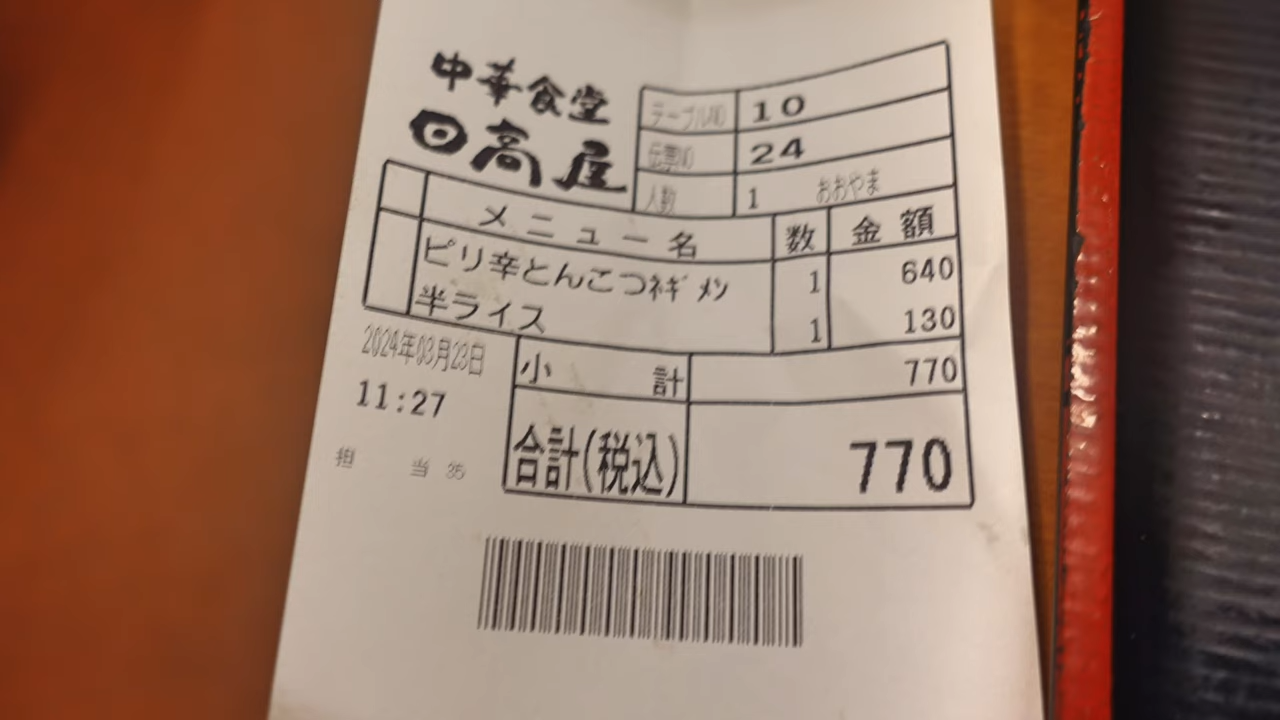 中華食堂
日高屋
テーブルNO 10
伝票NO 24
人数 1 おおやま
メニュー名 数 金額
ピリ辛とんこつﾈｷﾞﾒﾝ 1 640
半ライス 1 130
2024年03月23日
小計 770
11:27
合計(税込) 770
担当 35